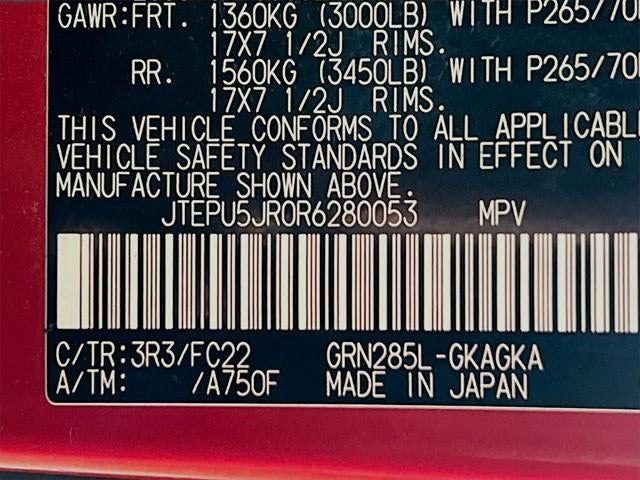 GAWR:FRT. 1360KG (3000LB) WITH P265/70
17X7 1/2J RIMS.
RR. 1560KG (3450LB) WITH P265/70
17X7 1/2J RIMS.
THIS VEHICLE CONFORMS TO ALL APPLICABL
VEHICLE SAFETY STANDARDS IN EFFECT ON
MANUFACTURE SHOWN ABOVE.
JTEPU5JR0R6280053 MPV
C/TR:3R3/FC22 GRN285L-GKAGKA
A/TM: /A750F MADE IN JAPAN